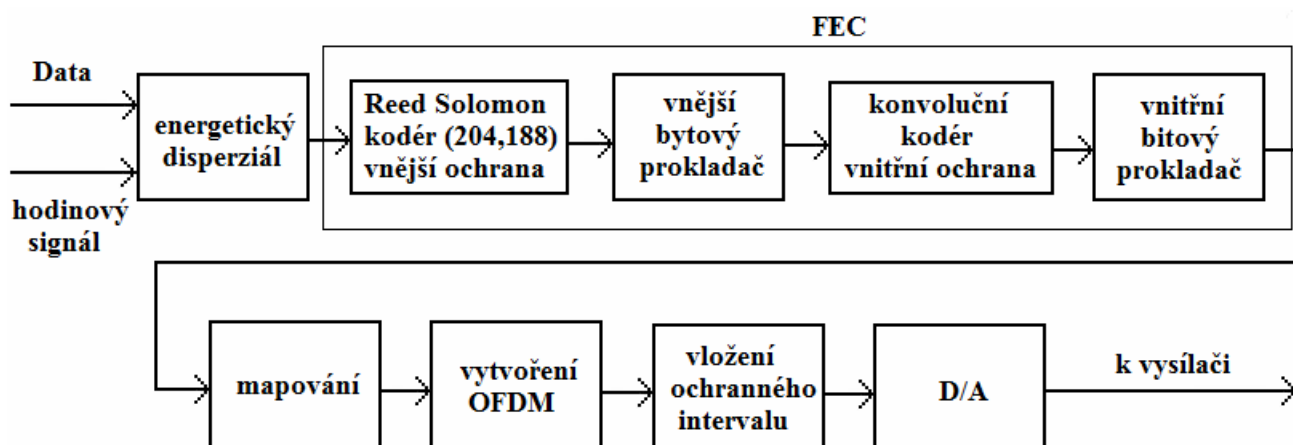 FEC
Data
energetický
disperziál
hodinový
signál
Reed Solomon
kodér (204,188)
vnější ochrana
vnější
bytový
prokladač
konvoluční
kodér
vnitřní ochrana
vnitřní
bitový
prokladač
mapování
vytvoření
OFDM
vložení
ochranného
intervalu
D/A
k vysílači